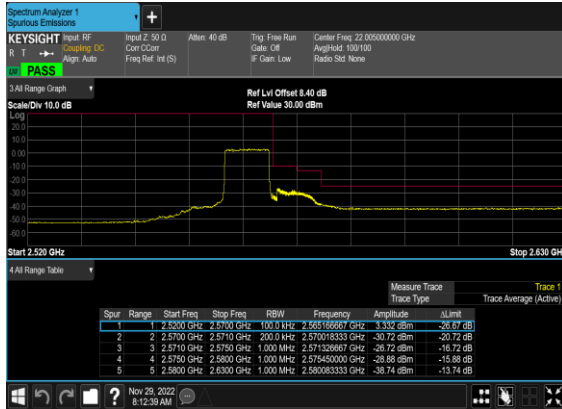 Spectrum Analyzer 1
Spurious Emissions
+
KEYSIGHT Input: RF Input Z: 50 Ω Atten: 40 dB Trig: Free Run Center Freq: 22.005000000 GHz
R T Coupling: DC Corr CCorr Gate: Off Avg|Hold: 100/100
Align: Auto Freq Ref: Int (S) IF Gain: Low Radio Std: None
PASS
3 All Range Graph
Ref Lvl Offset 8.40 dB
Scale/Div 10.0 dB Ref Value 30.00 dBm
Log
20.0
10.0
0.00
-10.0
-20.0
-30.0
-40.0
-50.0
-60.0
Start 2.520 GHz Stop 2.630 GH
4 All Range Table
Measure Trace Trace 1
Trace Type Trace Average (Active)
Spur Range Start Freq Stop Freq RBW Frequency Amplitude ΔLimit
1 1 2.5200 GHz 2.5700 GHz 100.0 kHz 2.565166667 GHz 3.332 dBm -26.67 dB
2 2 2.5700 GHz 2.5710 GHz 200.0 kHz 2.570018333 GHz -30.72 dBm -20.72 dB
3 3 2.5710 GHz 2.5750 GHz 1.000 MHz 2.571326667 GHz -26.72 dBm -16.72 dB
4 4 2.5750 GHz 2.5800 GHz 1.000 MHz 2.575450000 GHz -28.88 dBm -15.88 dB
5 5 2.5800 GHz 2.6300 GHz 1.000 MHz 2.580083333 GHz -38.74 dBm -13.74 dB
? Nov 29, 2022
8:12:39 AM